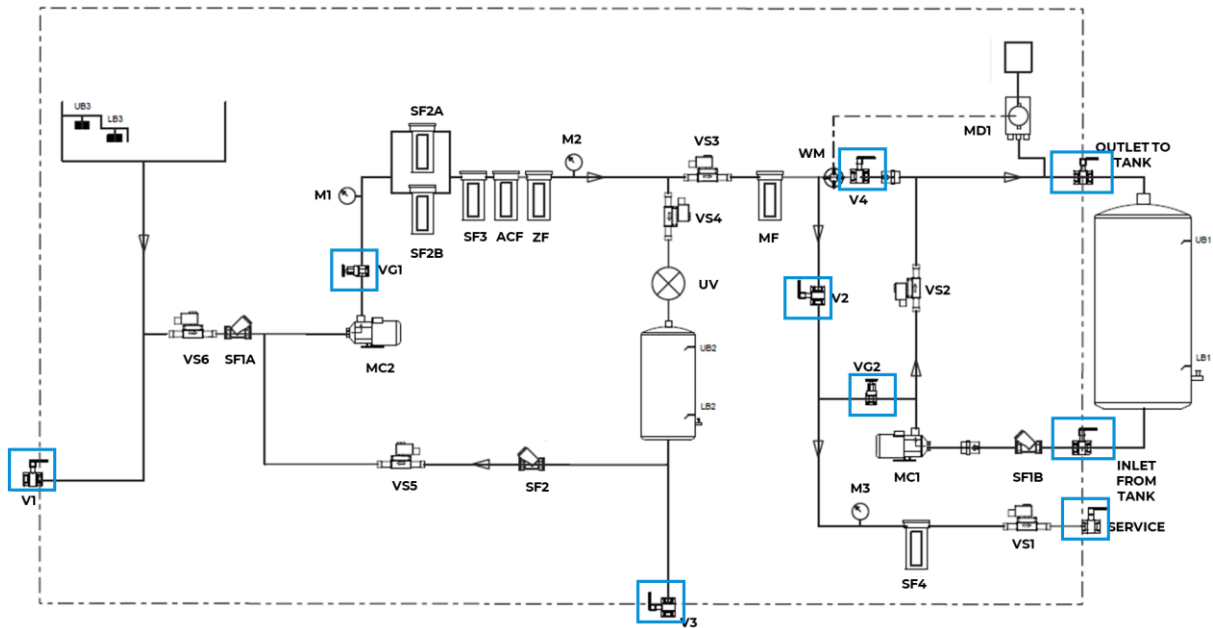 UB3
LB3
SF2A
M2
VS3
MD1
OUTLET TO
TANK
WM
V4
M1
SF2B
SF3
ACF
ZF
VS4
MF
UB1
VG1
UV
V2
VS2
VS6
SF1A
MC2
UB2
LB2
VG2
LB1
VS5
SF2
MC1
SF1B
INLET
FROM
TANK
V1
M3
VS1
SERVICE
SF4
V3